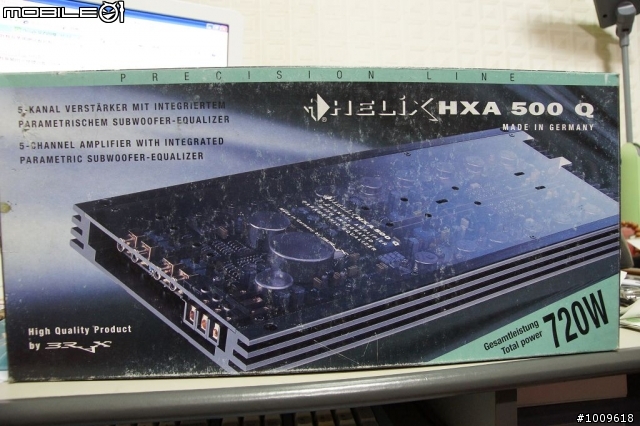 mobile01
PRECISION LINE
5-KANAL VERSTÄRKER MIT INTEGRIERTEM
PARAMETRISCHEM SUBWOOFER-EQUALIZER
5-CHANNEL AMPLIFIER WITH INTEGRATED
PARAMETRIC SUBWOOFER-EQUALIZER
HELIX HXA 500 Q
MADE IN GERMANY
High Quality Product
by BRAX
Gesamtleistung
Total power
720W
#1009618